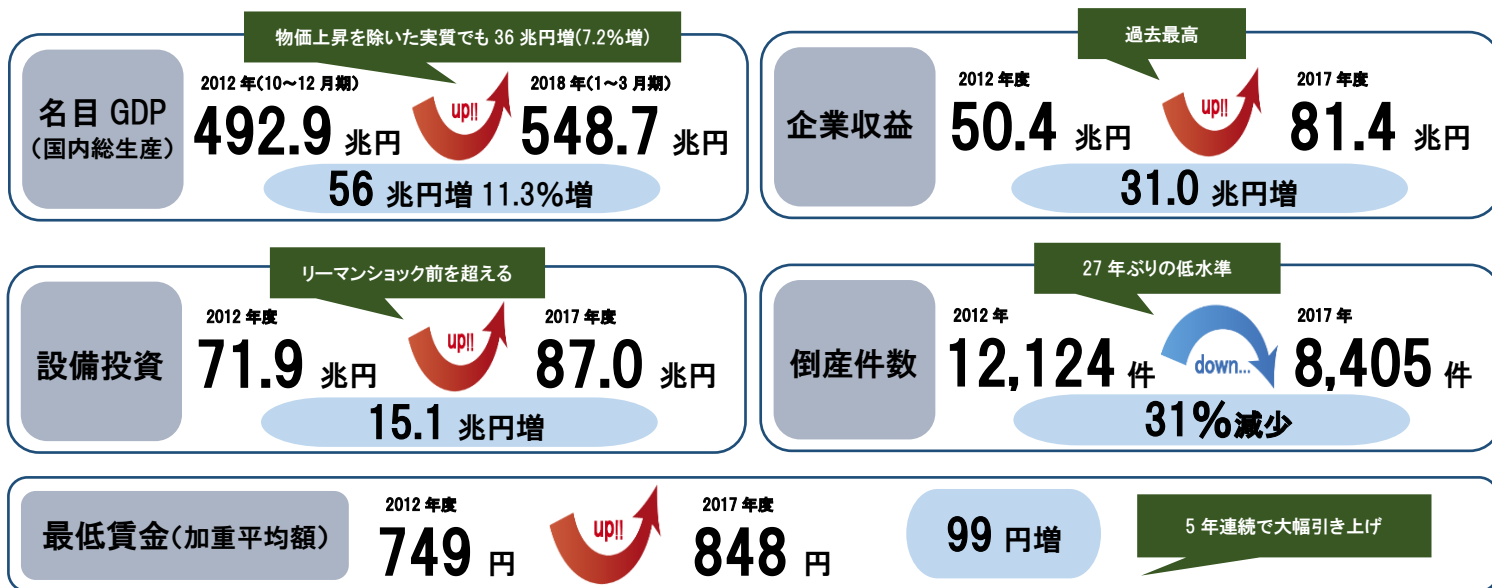 物価上昇を除いた実質でも 36 兆円増(7.2%増)
名目 GDP
(国内総生産)
2012 年(10~12 月期)
492.9 兆円
up!!
2018 年(1~3 月期)
548.7 兆円
56 兆円増 11.3%増
過去最高
企業収益
2012 年度
50.4 兆円
up!!
2017 年度
81.4 兆円
31.0 兆円増
リーマンショック前を超える
設備投資
2012 年度
71.9 兆円
up!!
2017 年度
87.0 兆円
15.1 兆円増
27 年ぶりの低水準
倒産件数
2012 年
12,124 件
down...
2017 年
8,405 件
31%減少
最低賃金(加重平均額)
2012 年度
749 円
up!!
2017 年度
848 円
99 円増
5 年連続で大幅引き上げ